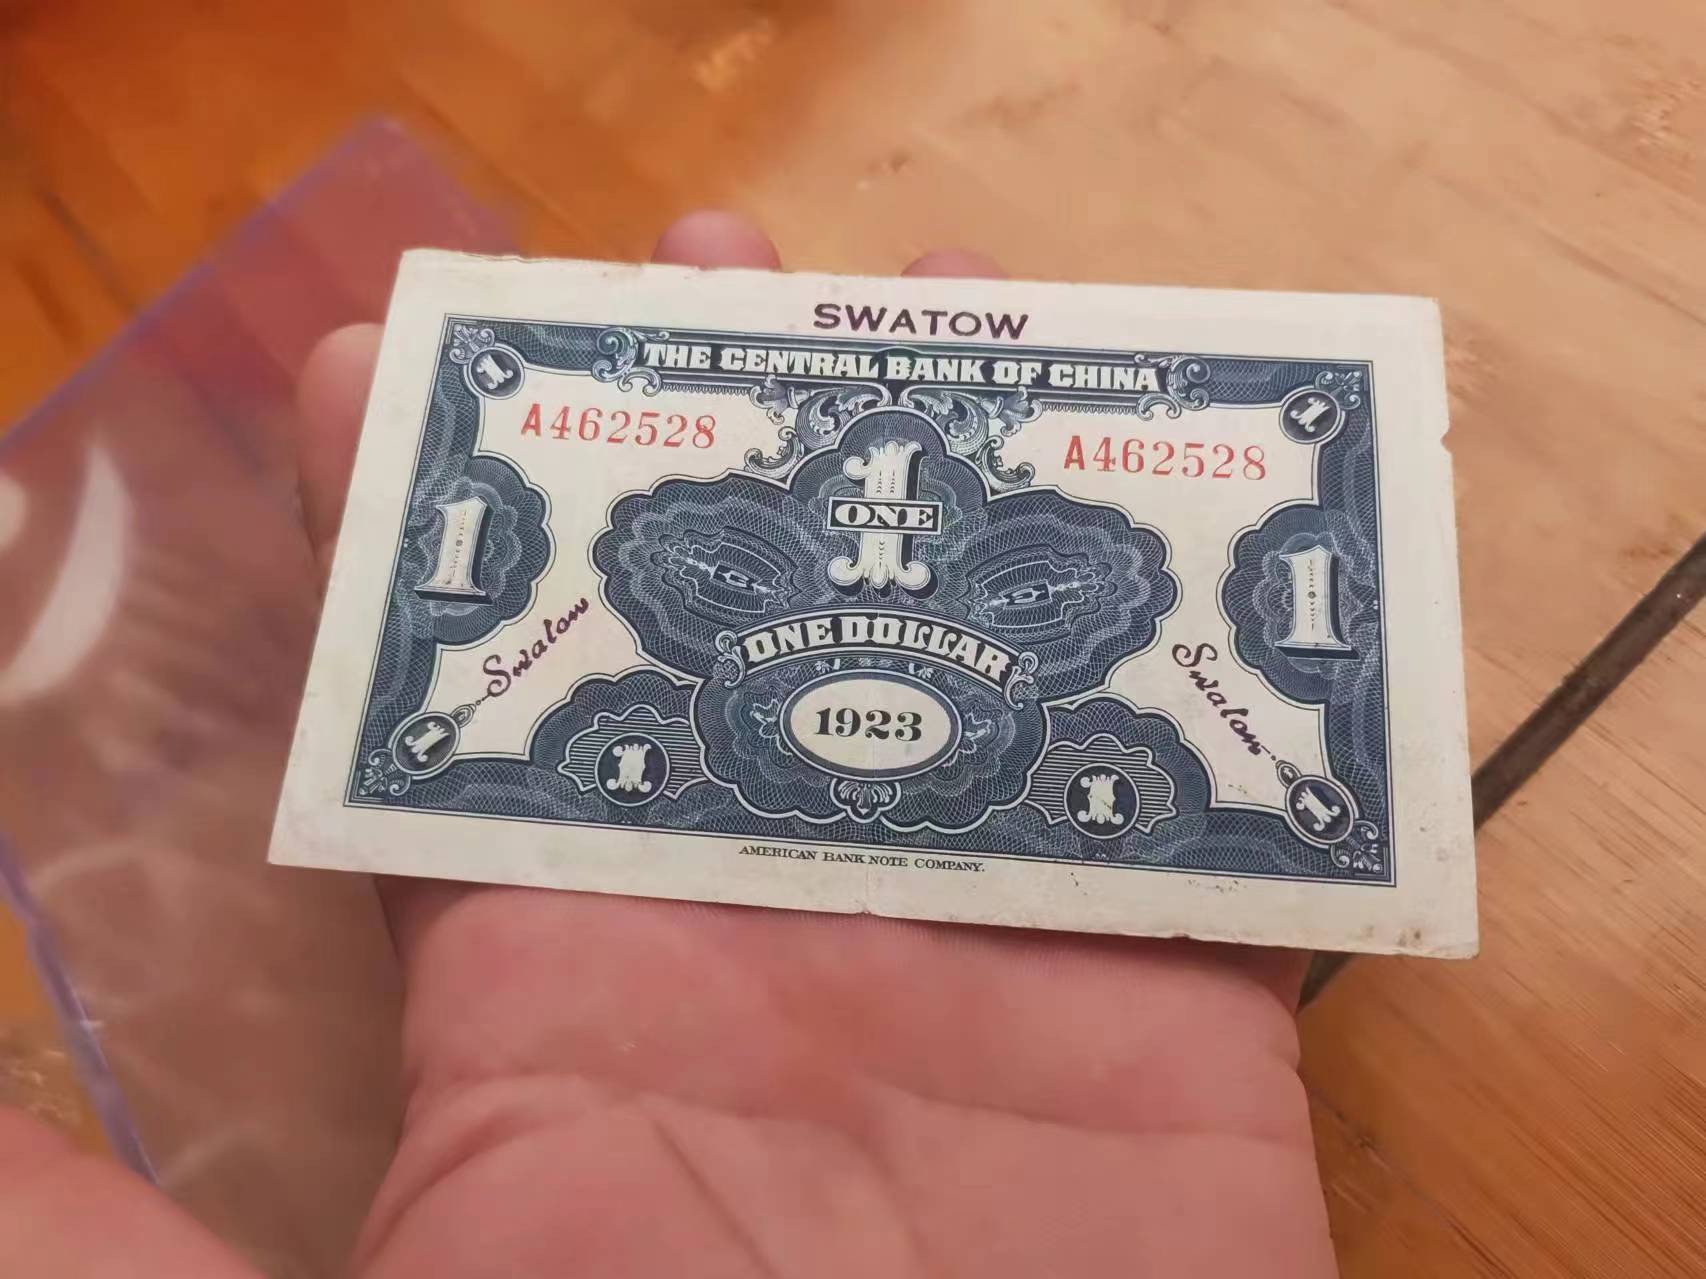 SWATOW
THE CENTRAL BANK OF CHINA
1
1
A462528
A462528
1
ONE
1
1
ONE DOLLAR
Swatow
Swatow
1923
1
1
1
1
AMERICAN BANK NOTE COMPANY.